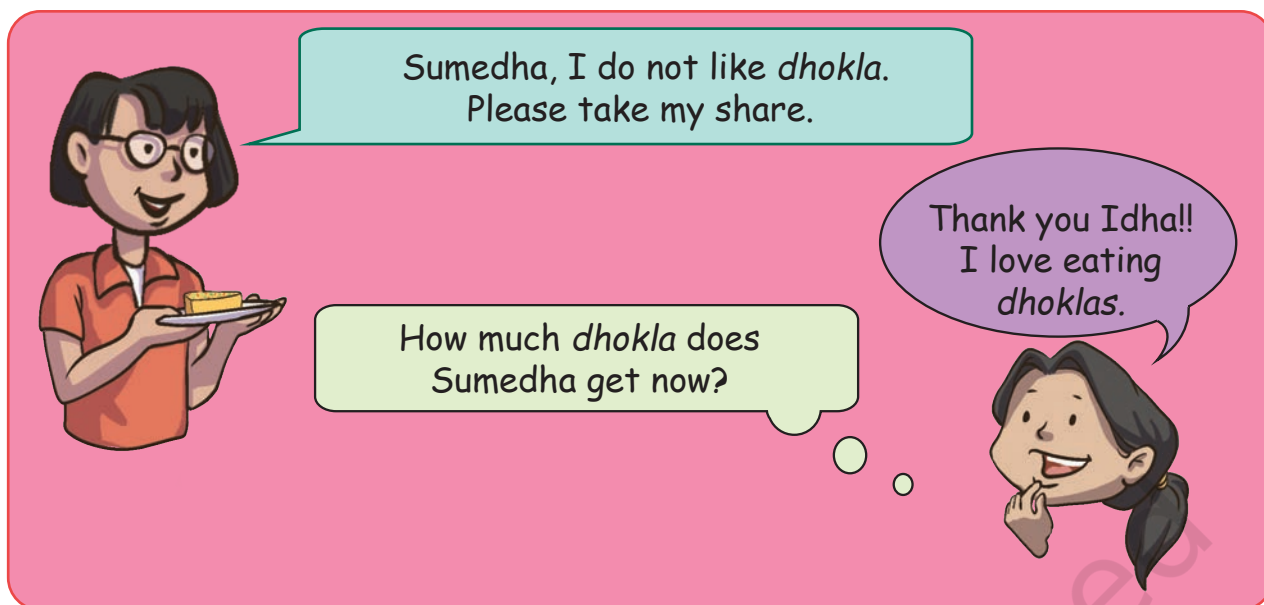 Sumedha, I do not like dhokla.
Please take my share.
Thank you Idha!!
I love eating
dhoklas.
How much dhokla does
Sumedha get now?